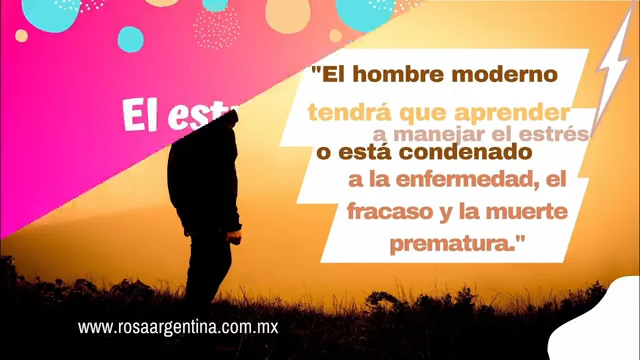 El
"El hombre moderno
tendrá que aprender
a manejar el estrés
o está condenado
a la enfermedad, el
fracaso y la muerte
prematura."
www.rosaargentina.com.mx